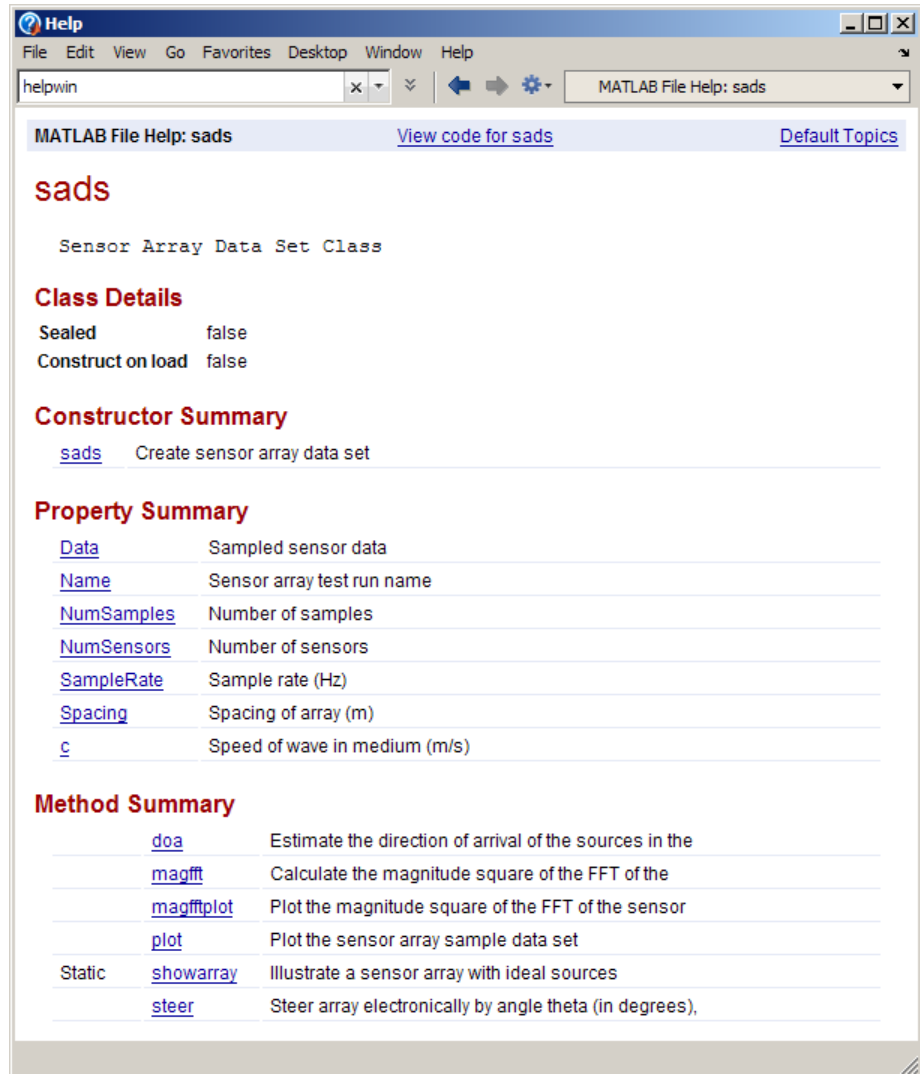 Help
File Edit View Go Favorites Desktop Window Help
helpwin MATLAB File Help: sads
MATLAB File Help: sads View code for sads Default Topics
sads
Sensor Array Data Set Class
Class Details
Sealed false
Construct on load false
Constructor Summary
sads Create sensor array data set
Property Summary
Data Sampled sensor data
Name Sensor array test run name
NumSamples Number of samples
NumSensors Number of sensors
SampleRate Sample rate (Hz)
Spacing Spacing of array (m)
c Speed of wave in medium (m/s)
Method Summary
doa Estimate the direction of arrival of the sources in the
magfft Calculate the magnitude square of the FFT of the
magfftplot Plot the magnitude square of the FFT of the sensor
plot Plot the sensor array sample data set
Static showarray Illustrate a sensor array with ideal sources
steer Steer array electronically by angle theta (in degrees),